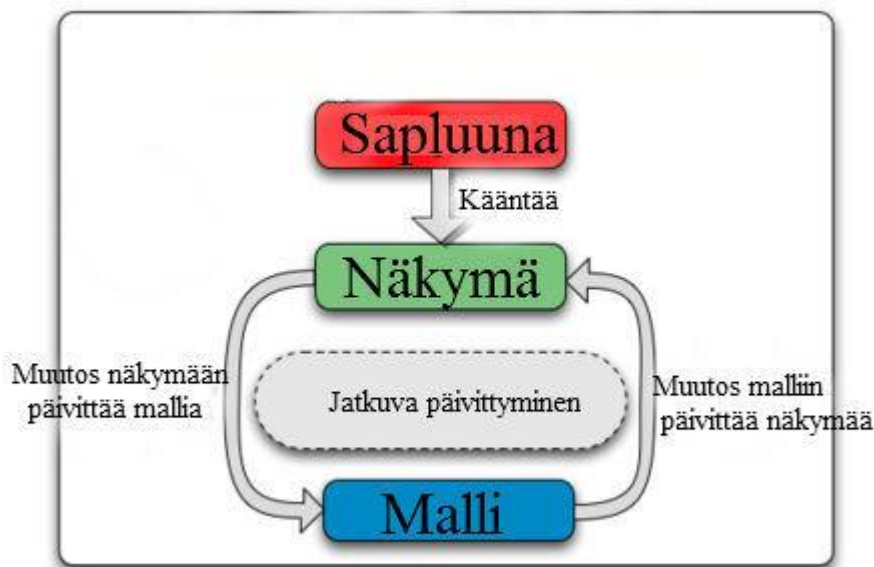 Sapluuna
Kääntää
Näkymä
Muutos näkymään
päivittää mallia
Jatkuva päivittyminen
Muutos malliin
päivittää näkymää
Malli